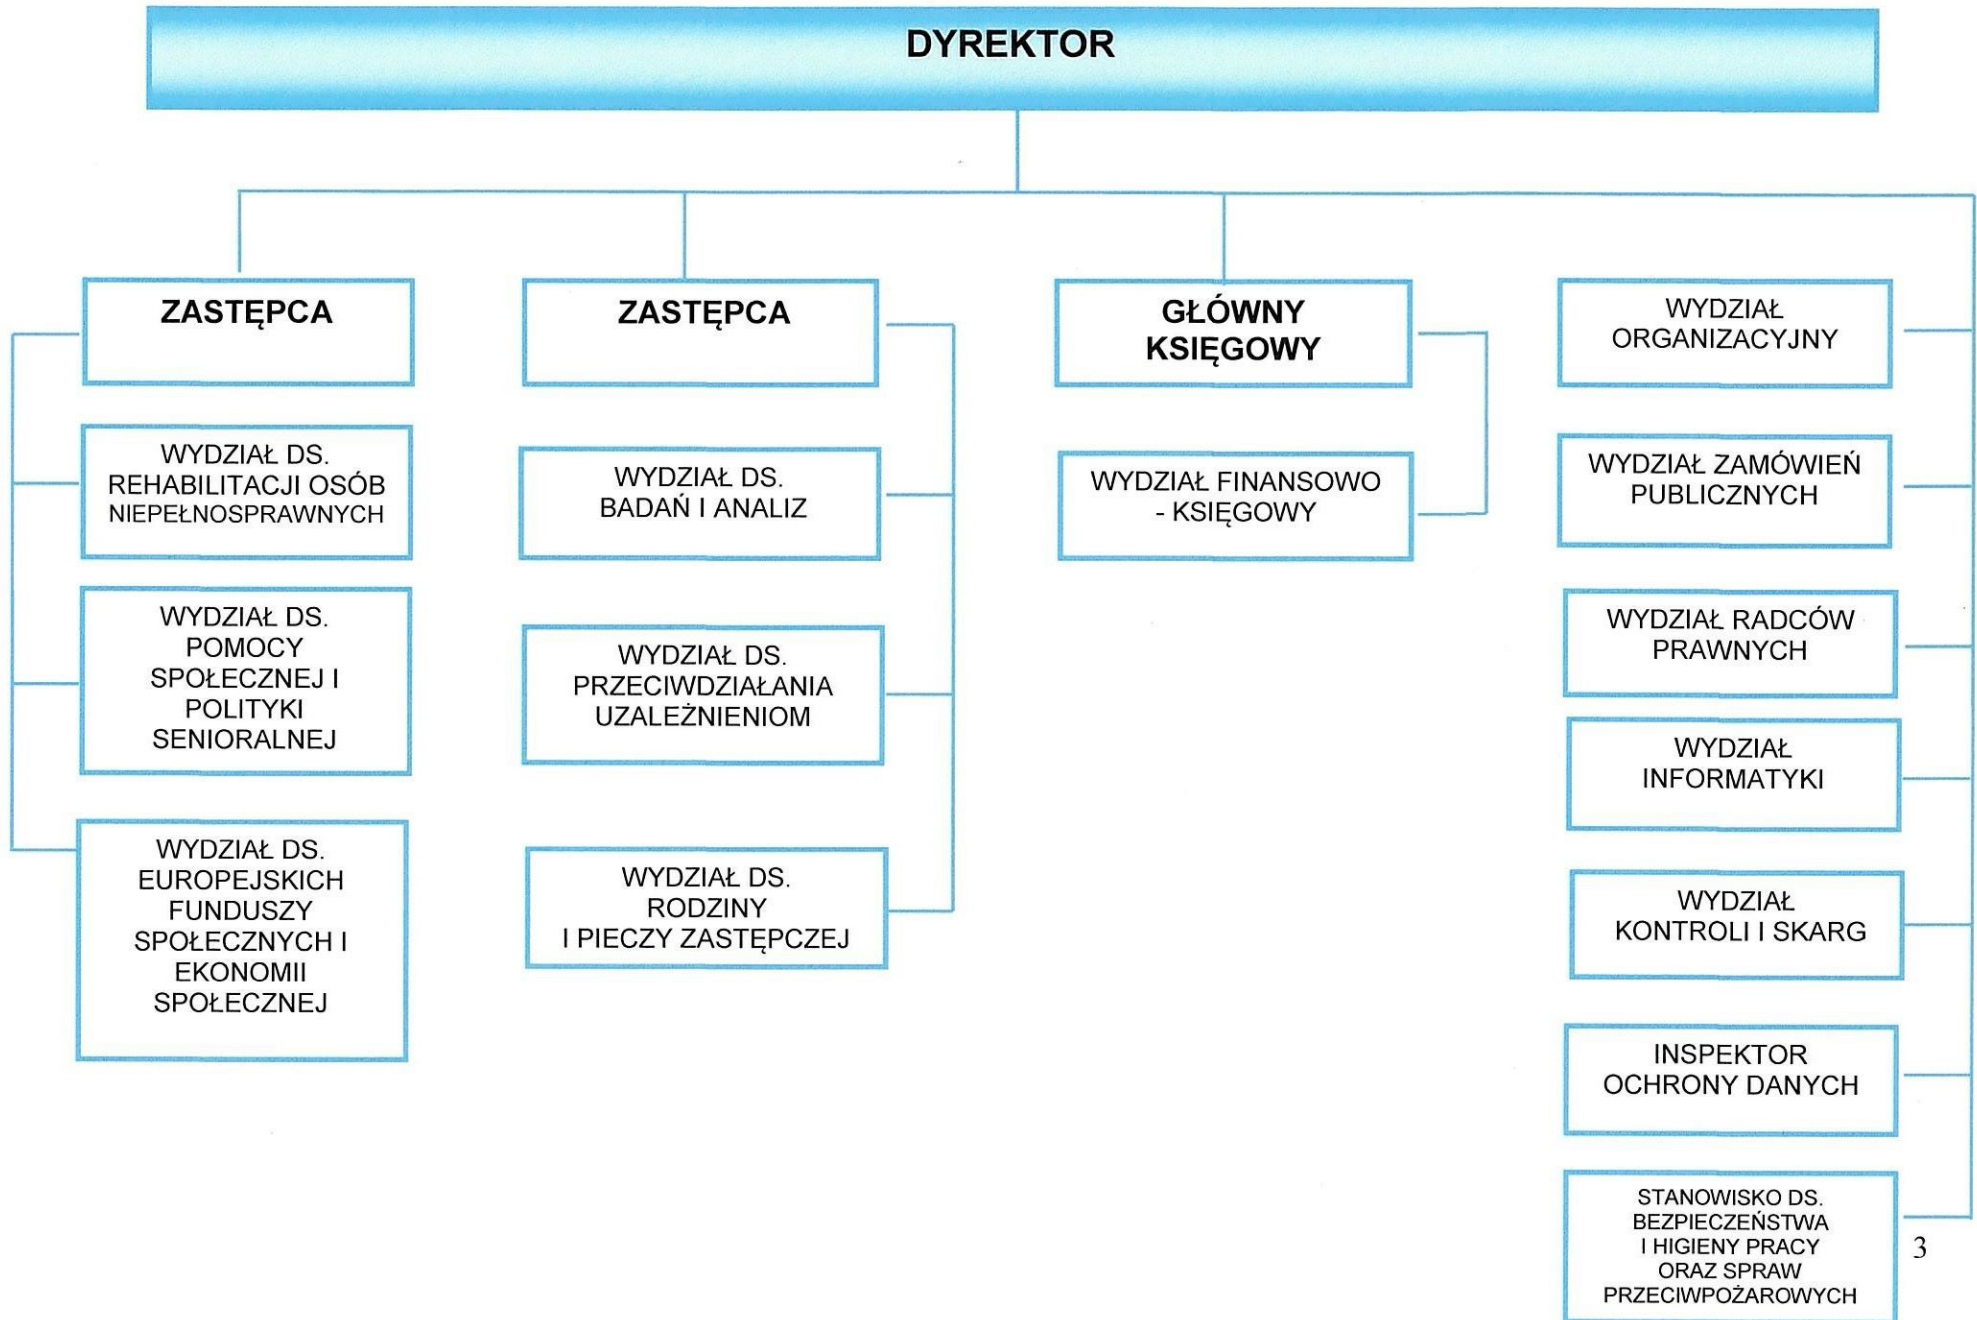 DYREKTOR
ZASTĘPCA
WYDZIAŁ DS.
REHABILITACJI OSÓB
NIEPEŁNOSPRAWNYCH
WYDZIAŁ DS.
POMOCY
SPOŁECZNEJ I
POLITYKI
SENIORALNEJ
WYDZIAŁ DS.
EUROPEJSKICH
FUNDUSZY
SPOŁECZNYCH I
EKONOMII
SPOŁECZNEJ
ZASTĘPCA
WYDZIAŁ DS.
BADAŃ I ANALIZ
WYDZIAŁ DS.
PRZECIWDZIAŁANIA
UZALEŻNIENIOM
WYDZIAŁ DS.
RODZINY
I PIECZY ZASTĘPCZEJ
GŁÓWNY
KSIĘGOWY
WYDZIAŁ FINANSOWO
- KSIĘGOWY
WYDZIAŁ
ORGANIZACYJNY
WYDZIAŁ ZAMÓWIEŃ
PUBLICZNYCH
WYDZIAŁ RADCÓW
PRAWNYCH
WYDZIAŁ
INFORMATYKI
WYDZIAŁ
KONTROLI I SKARG
INSPEKTOR
OCHRONY DANYCH
STANOWISKO DS.
BEZPIECZEŃSTWA
I HIGIENY PRACY
ORAZ SPRAW
PRZECIWPOŻAROWYCH
3